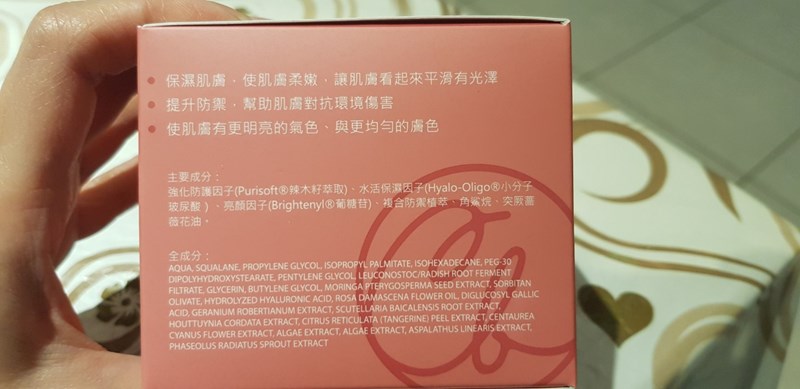 • 保濕肌膚，使肌膚柔嫩，讓肌膚看起來平滑有光澤
• 提升防禦，幫助肌膚對抗環境傷害
• 使肌膚有更明亮的氣色、與更均勻的膚色
主要成分：
強化防護因子(Purisoft®辣木籽萃取)、水活保濕因子(Hyalo-Oligo®小分子
玻尿酸）、亮顏因子(Brightenyl®葡糖苷)、複合防禦植萃、角鯊烷、突厥薔
薇花油。
全成分：
AQUA, SQUALANE, PROPYLENE GLYCOL, ISOPROPYL PALMITATE, ISOHEXADECANE, PEG-30
DIPOLYHYDROXYSTEARATE, PENTYLENE GLYCOL, LEUCONOSTOC/RADISH ROOT FERMENT
FILTRATE, GLYCERIN, BUTYLENE GLYCOL, MORINGA PTERYGOSPERMA SEED EXTRACT, SORBITAN
OLIVATE, HYDROLYZED HYALURONIC ACID, ROSA DAMASCENA FLOWER OIL, DIGLUCOSYL GALLIC
ACID, GERANIUM ROBERTIANUM EXTRACT, SCUTELLARIA BAICALENSIS ROOT EXTRACT,
HOUTTUYNIA CORDATA EXTRACT, CITRUS RETICULATA (TANGERINE) PEEL EXTRACT, CENTAUREA
CYANUS FLOWER EXTRACT, ALGAE EXTRACT, ALGAE EXTRACT, ASPALATHUS LINEARIS EXTRACT,
PHASEOLUS RADIATUS SPROUT EXTRACT